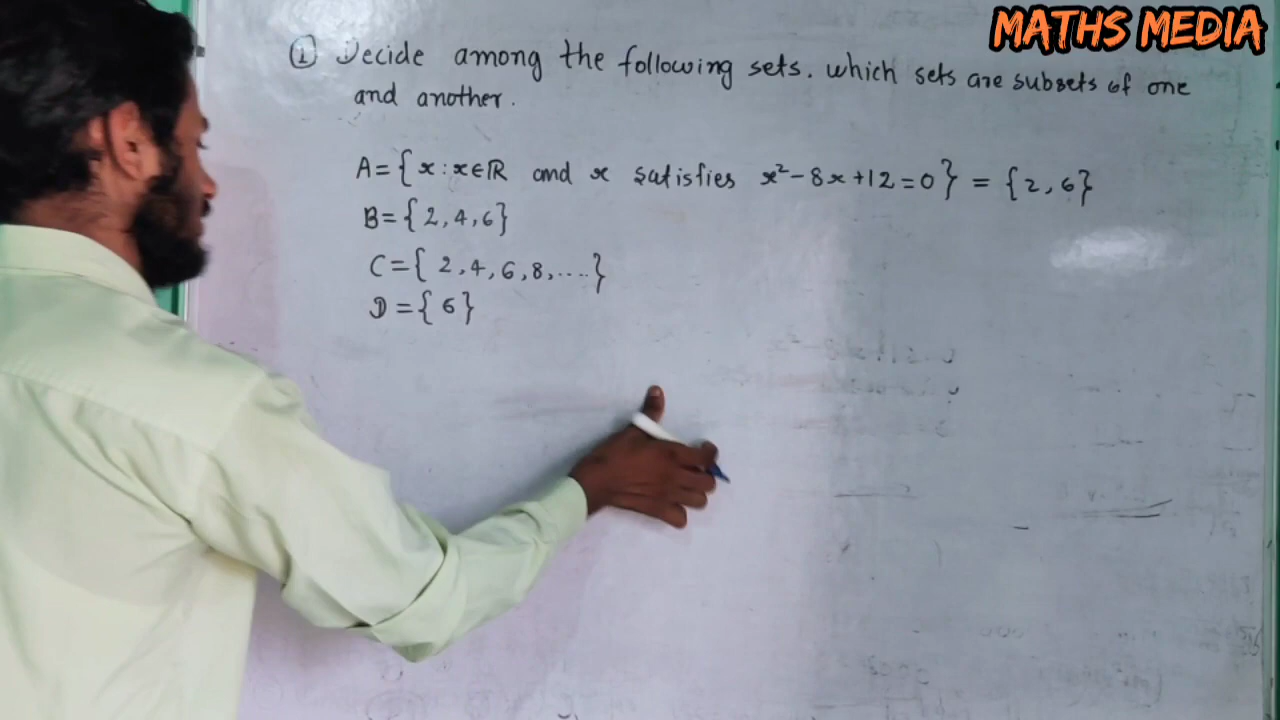 MATHS MEDIA
① Decide among the following sets. which sets are subsets of one
and another.
A={x:x∈ℝ and x satisfies x²-8x+12=0} = {2,6}
B={2,4,6}
C={2,4,6,8,....}
D={6}